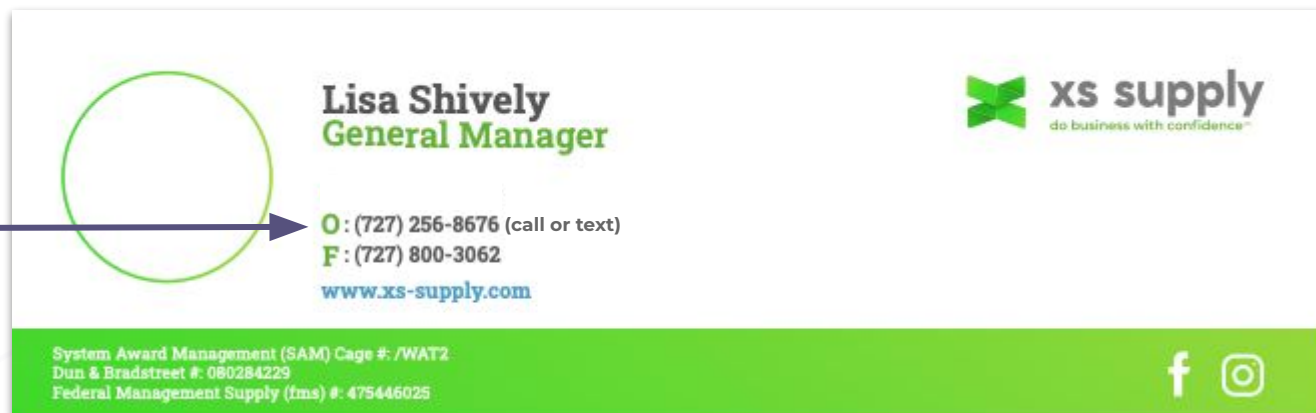 Lisa Shively
General Manager
xs supply
do business with confidence℠
O : (727) 256-8676 (call or text)
F : (727) 800-3062
www.xs-supply.com
System Award Management (SAM) Cage #: /WAT2
Dun & Bradstreet #: 080284229
Federal Management Supply (fms) #: 475446025